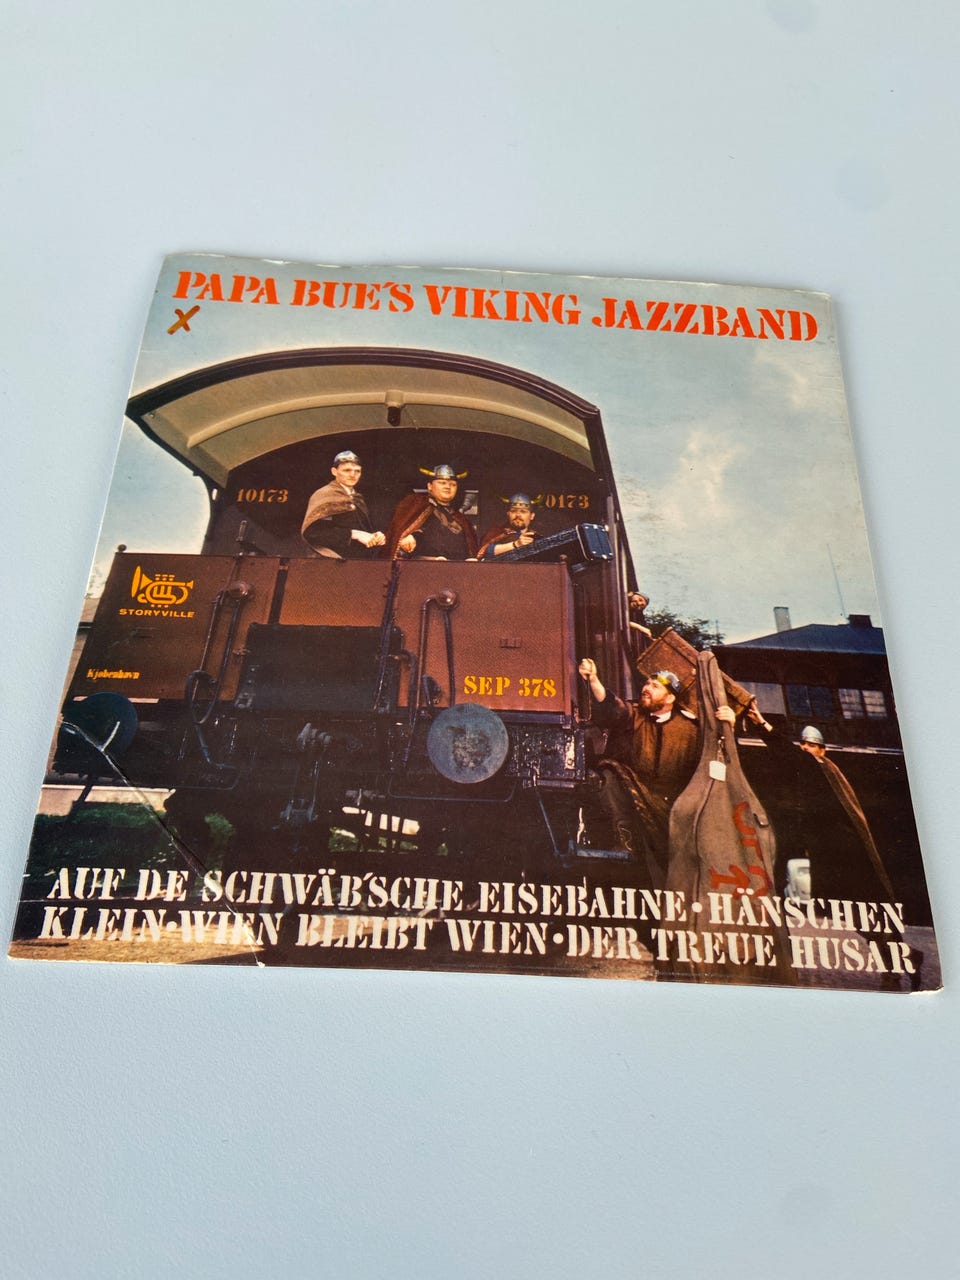 PAPA BUE'S VIKING JAZZBAND
X
10173
0173
STORYVILLE
Kjobenhavn
SEP 378
AUF DE SCHWÄB'SCHE EISEBAHNE • HÄNSCHEN
KLEIN • WIEN BLEIBT WIEN • DER TREUE HUSAR